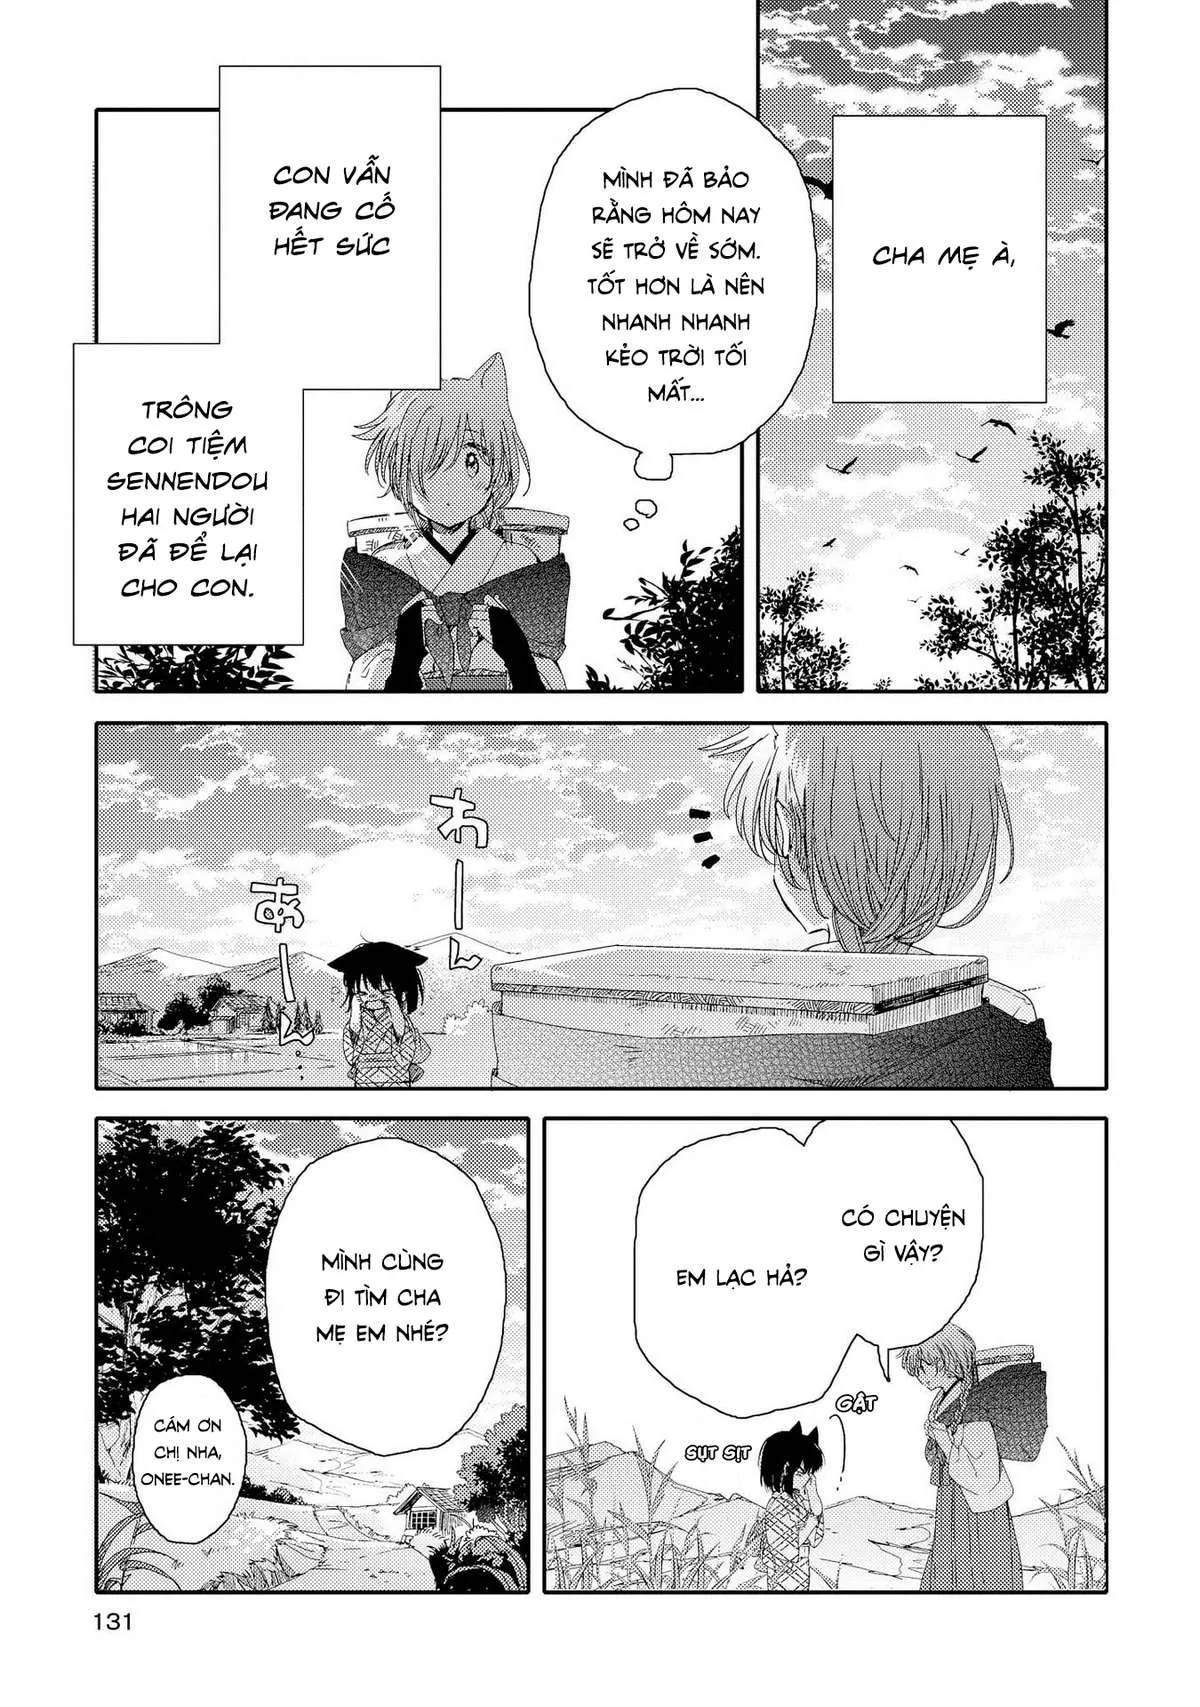 CHA MẸ À,
MÌNH ĐÃ BẢO
RẰNG HÔM NAY
SẼ TRỞ VỀ SỚM.
TỐT HƠN LÀ NÊN
NHANH NHANH
KẺO TRỜI TỐI
MẤT...
CON VẪN
ĐANG CỐ
HẾT SỨC
TRÔNG
COI TIỆM
SENNENDOU
HAI NGƯỜI
ĐÃ ĐỂ LẠI
CHO CON.
わーん
あーん
CÓ CHUYỆN
GÌ VẬY?
EM LẠC HẢ?
GẬT
SỤT SỊT
MÌNH CÙNG
ĐI TÌM CHA
MẸ EM NHÉ?
CÁM ƠN
CHỊ NHA,
ONEE-CHAN.
131